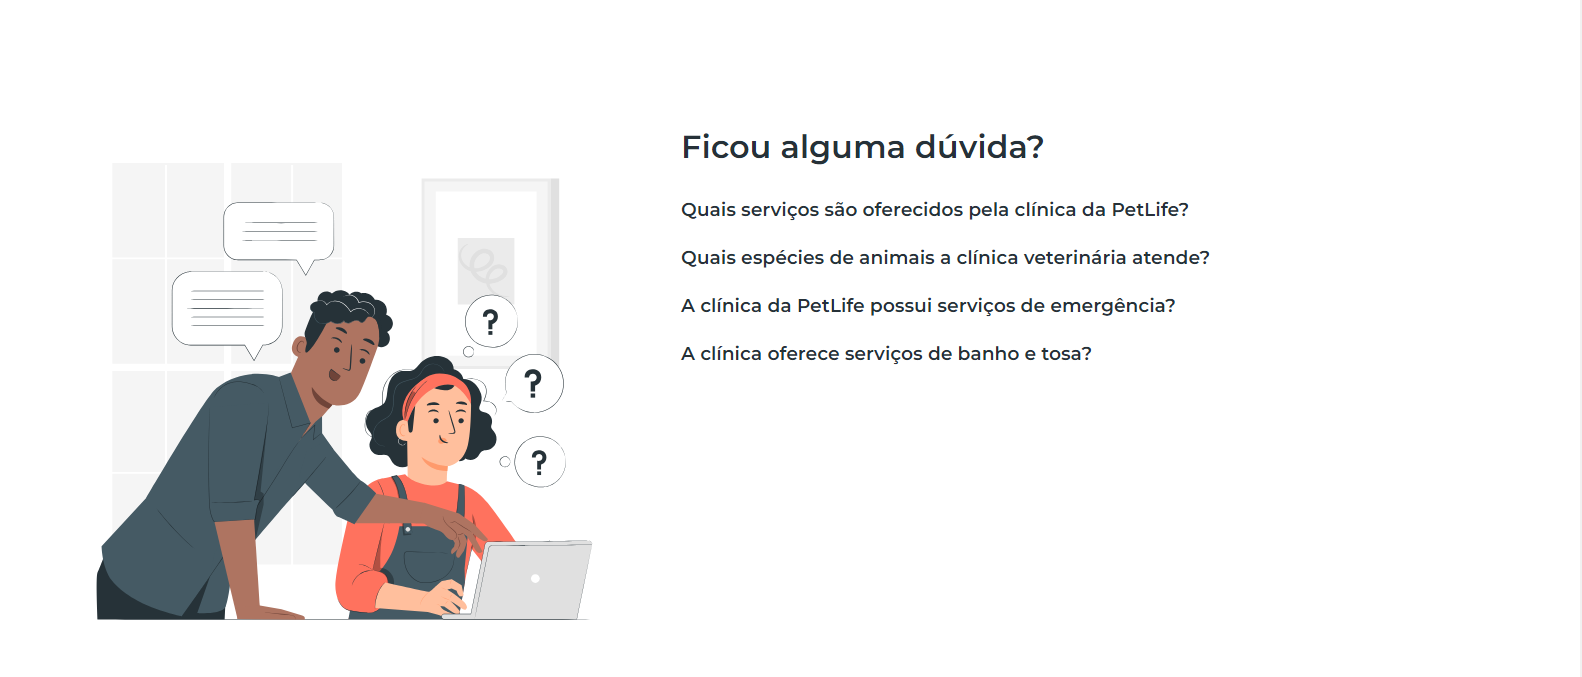 Ficou alguma dúvida?
Quais serviços são oferecidos pela clínica da PetLife?
Quais espécies de animais a clínica veterinária atende?
A clínica da PetLife possui serviços de emergência?
A clínica oferece serviços de banho e tosa?
?
?
?